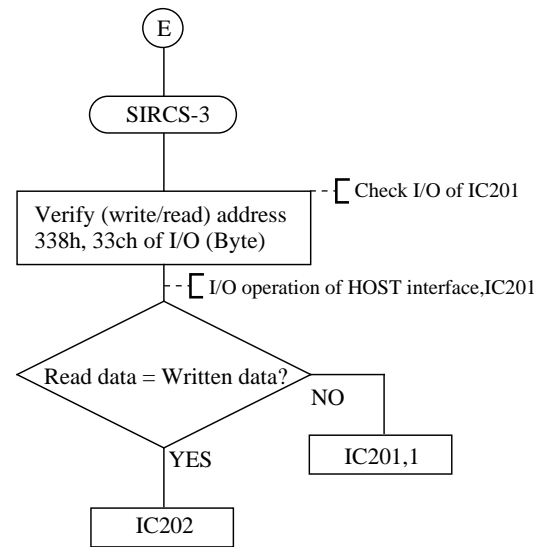 E
SIRCS-3
Check I/O of IC201
Verify (write/read) address
338h, 33ch of I/O (Byte)
I/O operation of HOST interface,IC201
Read data = Written data?
NO
YES
IC201,1
IC202